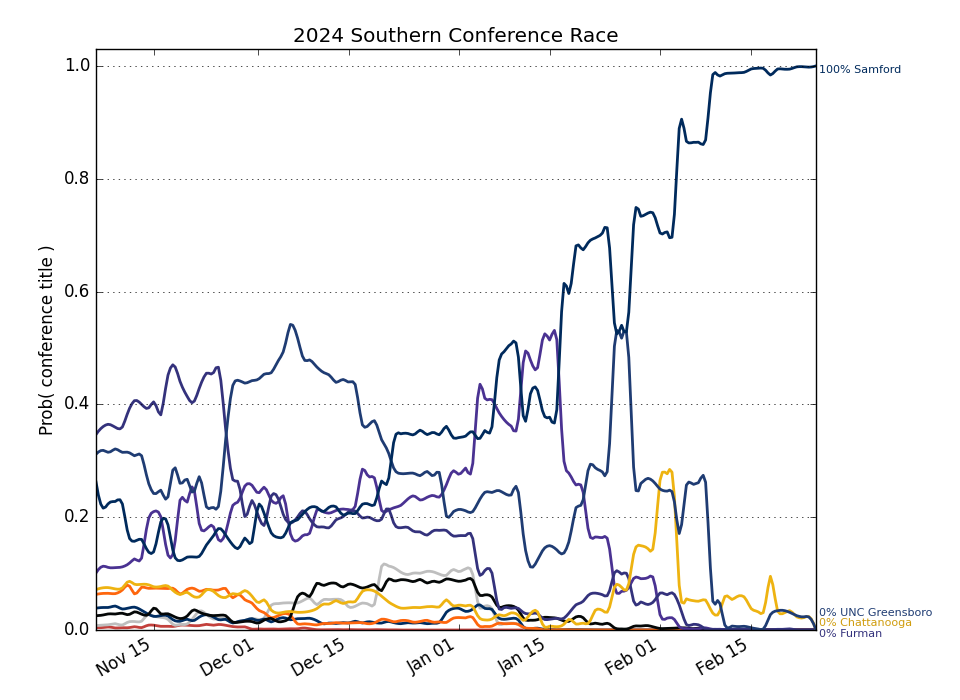 2024 Southern Conference Race
Prob( conference title )
1.0
0.8
0.6
0.4
0.2
0.0
Nov 15
Dec 01
Dec 15
Jan 01
Jan 15
Feb 01
Feb 15
100% Samford
0% UNC Greensboro
0% Chattanooga
0% Furman